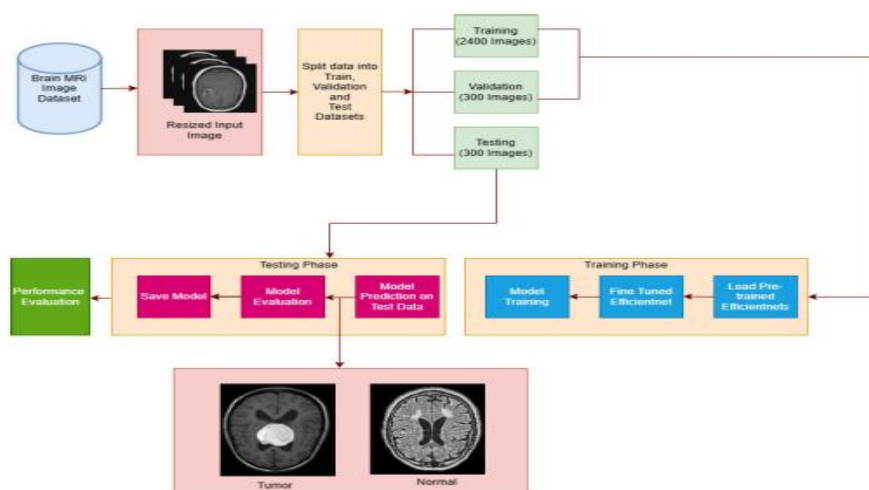 Brain MRI
Image
Dataset
Resized Input
Image
Split data into
Train,
Validation
and
Test
Datasets
Training
(2400 Images)
Validation
(300 Images)
Testing
(300 Images)
Performance
Evaluation
Testing Phase
Save Model
Model
Evaluation
Model
Prediction on
Test Data
Training Phase
Model
Training
Fine Tuned
Efficientnet
Load Pre-
trained
Efficientnets
Tumor
Normal